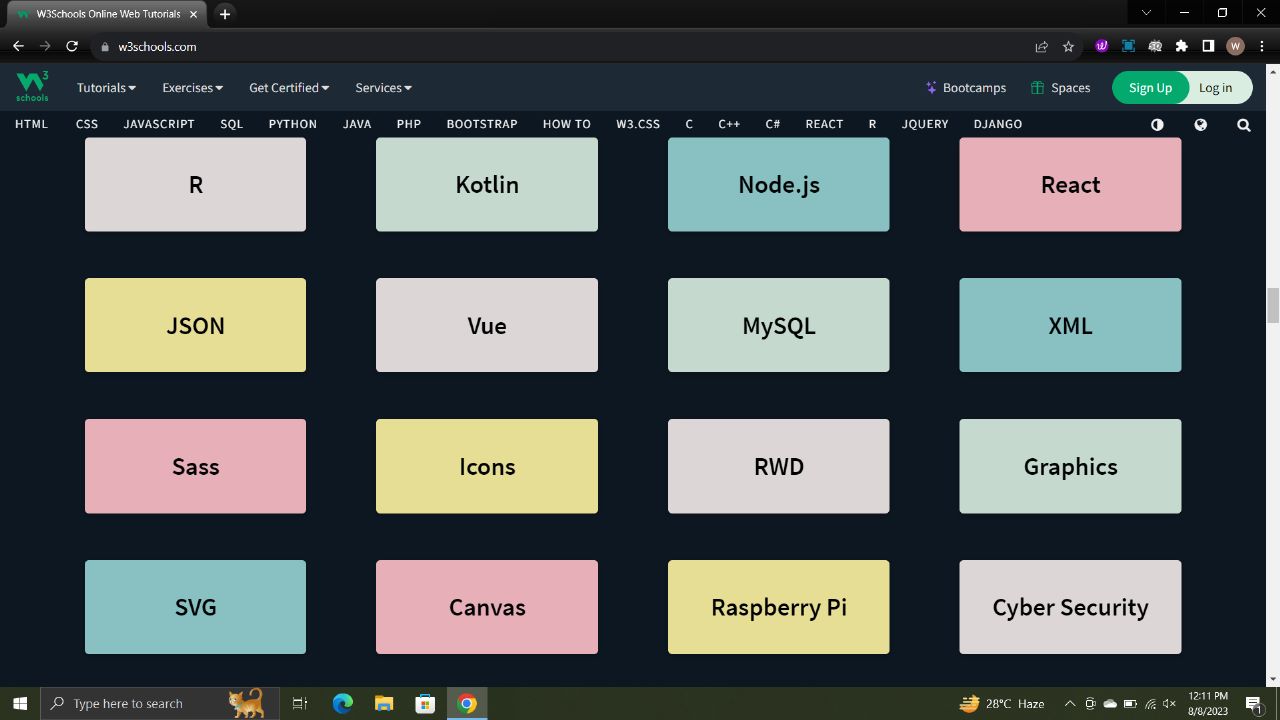 W3Schools Online Web Tutorials
w3schools.com
W
3
schools
Tutorials
Exercises
Get Certified
Services
Bootcamps
Spaces
Sign Up
Log in
HTML CSS JAVASCRIPT SQL PYTHON JAVA PHP BOOTSTRAP HOW TO W3.CSS C C++ C# REACT R JQUERY DJANGO
R Kotlin Node.js React
JSON Vue MySQL XML
Sass Icons RWD Graphics
SVG Canvas Raspberry Pi Cyber Security
Type here to search
28°C Haze
12:11 PM
8/8/2023
1